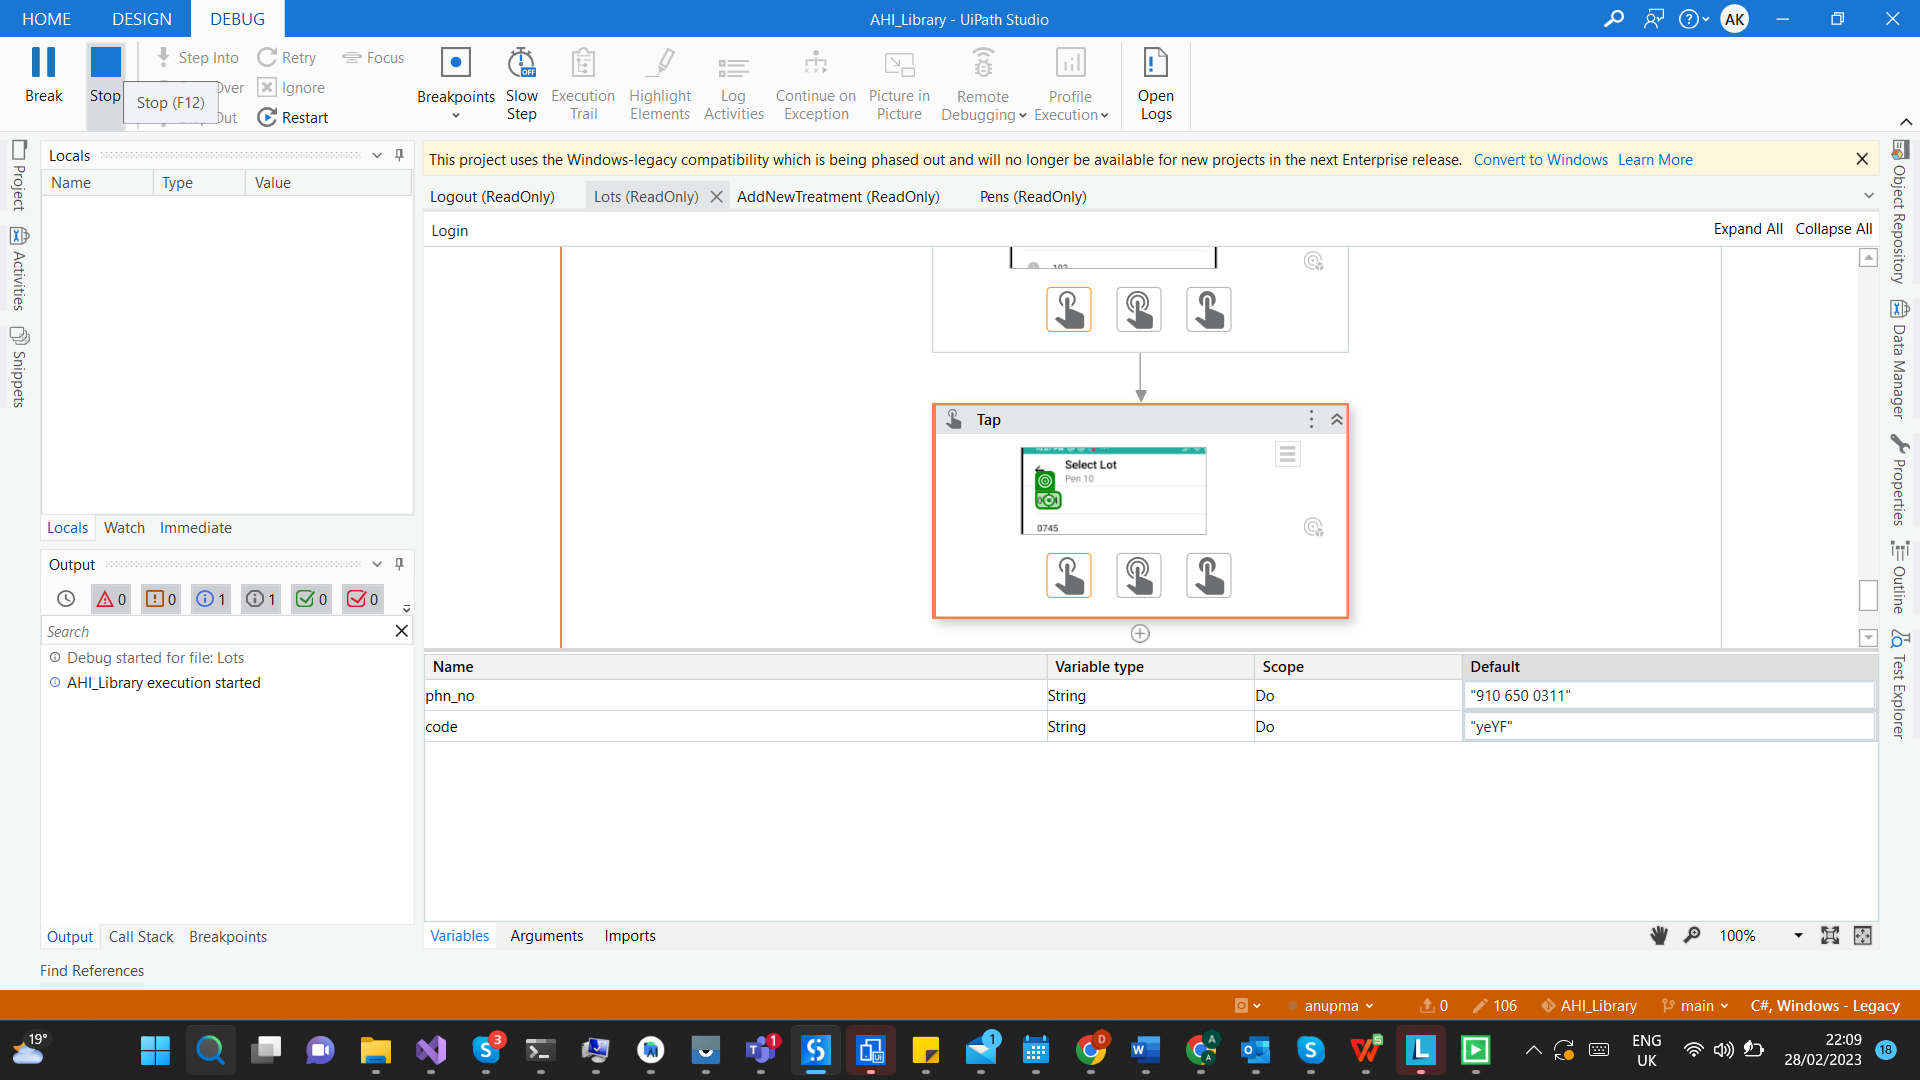 HOME DESIGN DEBUG
AHI_Library - UiPath Studio
AK
Break
Stop
Step Into
Over
Out
Stop (F12)
Retry
Ignore
Restart
Focus
Breakpoints
Slow Step
Execution Trail
Highlight Elements
Log Activities
Continue on Exception
Picture in Picture
Remote Debugging
Profile Execution
Open Logs
Project
Activities
Snippets
Locals
Name Type Value
Locals Watch Immediate
Output
0 0 1 1 0 0
Search
Debug started for file: Lots
AHI_Library execution started
Output Call Stack Breakpoints
Find References
This project uses the Windows-legacy compatibility which is being phased out and will no longer be available for new projects in the next Enterprise release. Convert to Windows Learn More
Logout (ReadOnly) Lots (ReadOnly) AddNewTreatment (ReadOnly) Pens (ReadOnly)
Login
Expand All Collapse All
Tap
Select Lot
Pen 10
0745
Name Variable type Scope Default
phn_no String Do "910 650 0311"
code String Do "yeYF"
Variables Arguments Imports
100%
Object Repository
Data Manager
Properties
Outline
Test Explorer
anupma 0 106 AHI_Library main C#, Windows - Legacy
19°
3
1
1
D
A
A
ENG
UK
22:09
28/02/2023
18